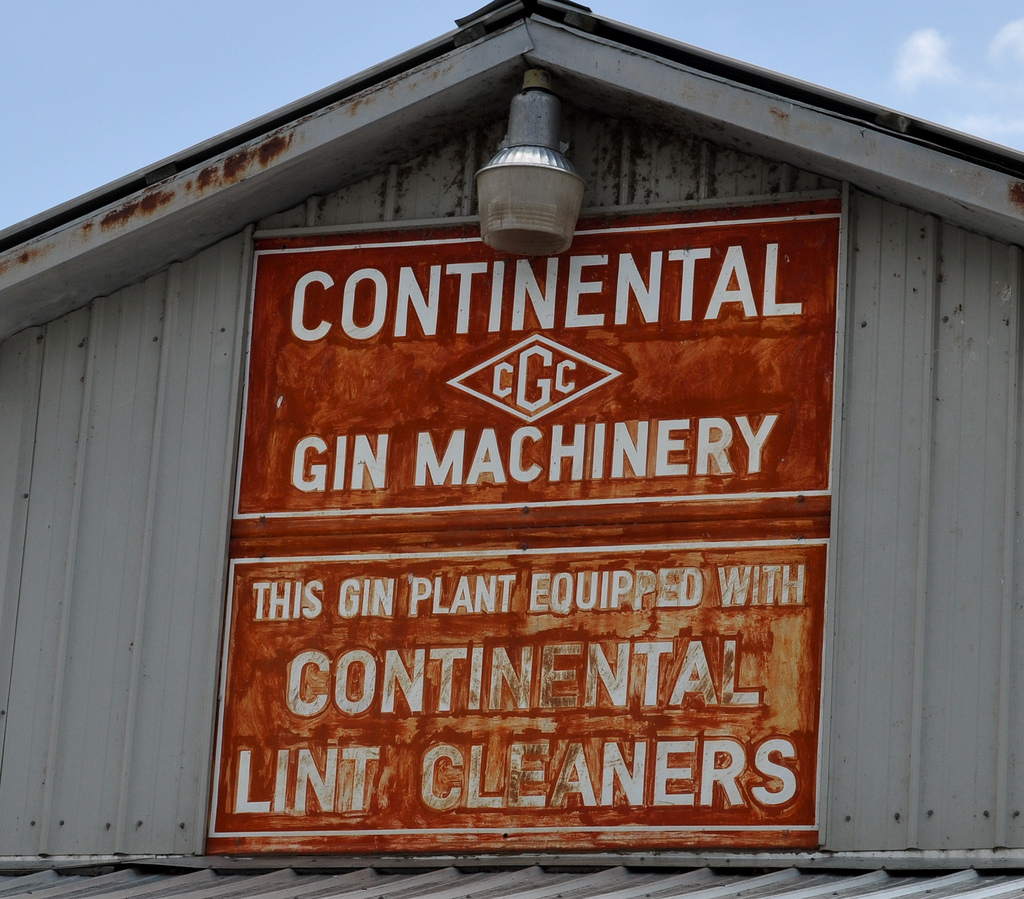 CONTINENTAL
CGC
GIN MACHINERY
THIS GIN PLANT EQUIPPED WITH
CONTINENTAL
LINT CLEANERS